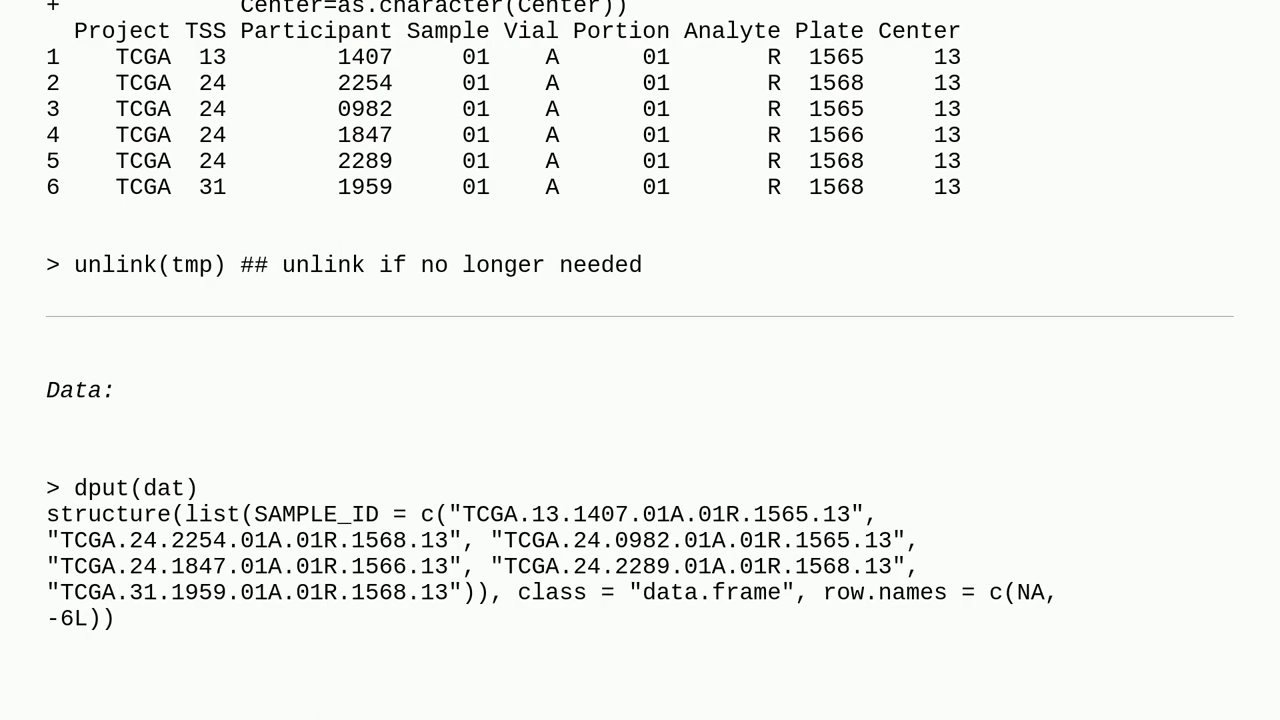 +             Center=as.character(Center))
  Project TSS Participant Sample Vial Portion Analyte Plate Center
1    TCGA  13        1407     01    A      01       R  1565     13
2    TCGA  24        2254     01    A      01       R  1568     13
3    TCGA  24        0982     01    A      01       R  1565     13
4    TCGA  24        1847     01    A      01       R  1566     13
5    TCGA  24        2289     01    A      01       R  1568     13
6    TCGA  31        1959     01    A      01       R  1568     13
> unlink(tmp) ## unlink if no longer needed
Data:
> dput(dat)
structure(list(SAMPLE_ID = c("TCGA.13.1407.01A.01R.1565.13",
"TCGA.24.2254.01A.01R.1568.13", "TCGA.24.0982.01A.01R.1565.13",
"TCGA.24.1847.01A.01R.1566.13", "TCGA.24.2289.01A.01R.1568.13",
"TCGA.31.1959.01A.01R.1568.13")), class = "data.frame", row.names = c(NA,
-6L))